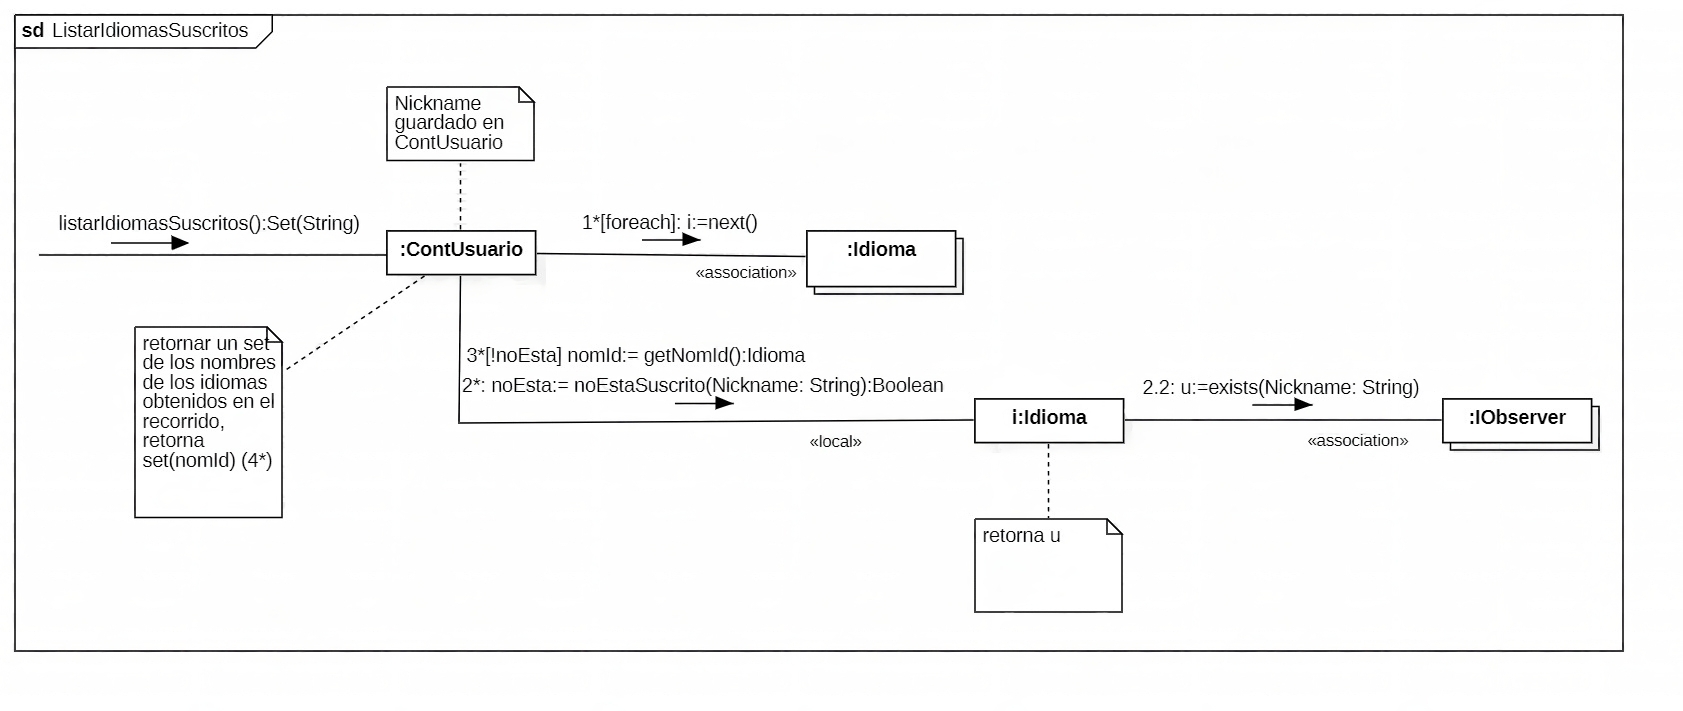 sd ListarIdiomasSuscritos
Nickname
guardado en
ContUsuario
listarIdiomasSuscritos():Set(String)
:ContUsuario
1*[foreach]: i:=next()
«association»
:Idioma
retornar un set
de los nombres
de los idiomas
obtenidos en el
recorrido,
retorna
set(nomId) (4*)
3*[!noEsta] nomId:= getNomId():Idioma
2*: noEsta:= noEstaSuscrito(Nickname: String):Boolean
«local»
i:Idioma
2.2: u:=exists(Nickname: String)
«association»
:IObserver
retorna u